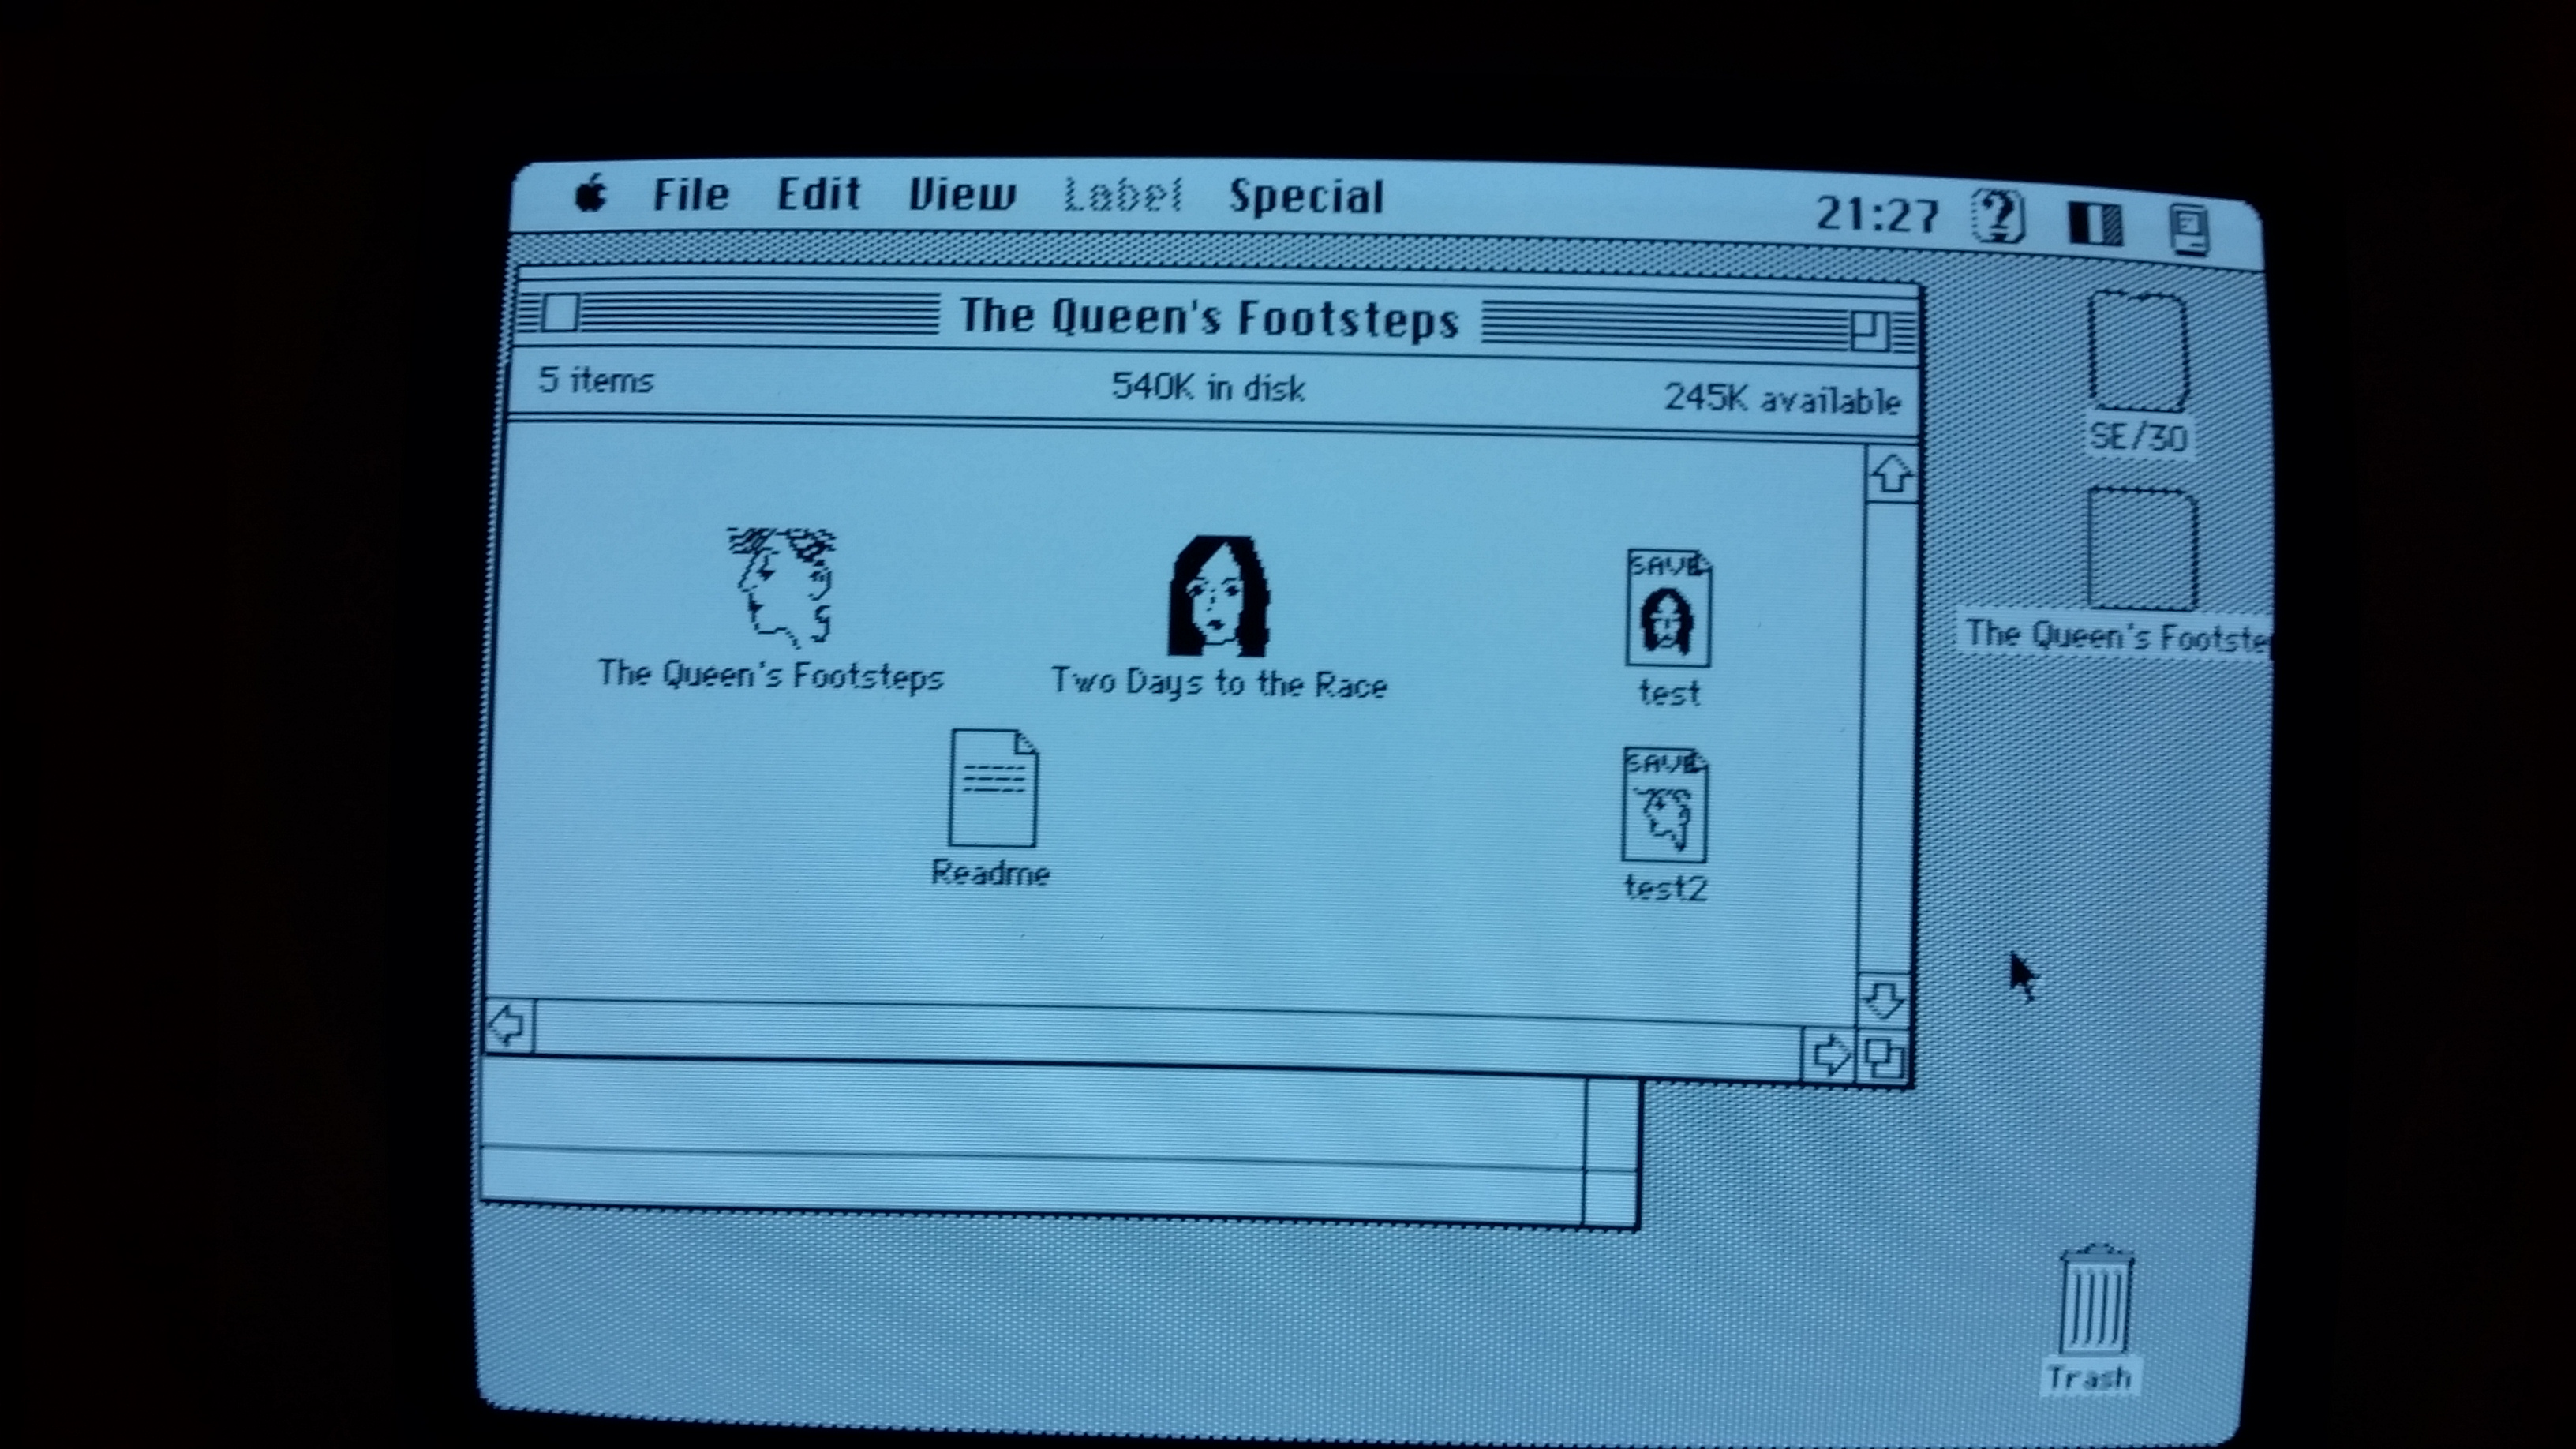 File Edit View Label Special 21:27
The Queen's Footsteps
5 items 540K in disk 245K available
SE/30
The Queen's Footste
The Queen's Footsteps Two Days to the Race
SAVE
test
Readme
SAVE
test2
Trash